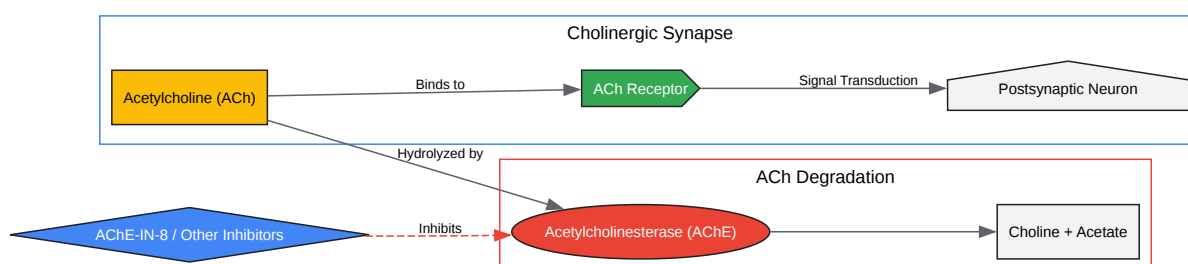 Cholinergic Synapse
Acetylcholine (ACh)
Binds to
ACh Receptor
Signal Transduction
Postsynaptic Neuron
Hydrolyzed by
ACh Degradation
AChE-IN-8 / Other Inhibitors
Inhibits
Acetylcholinesterase (AChE)
Choline + Acetate